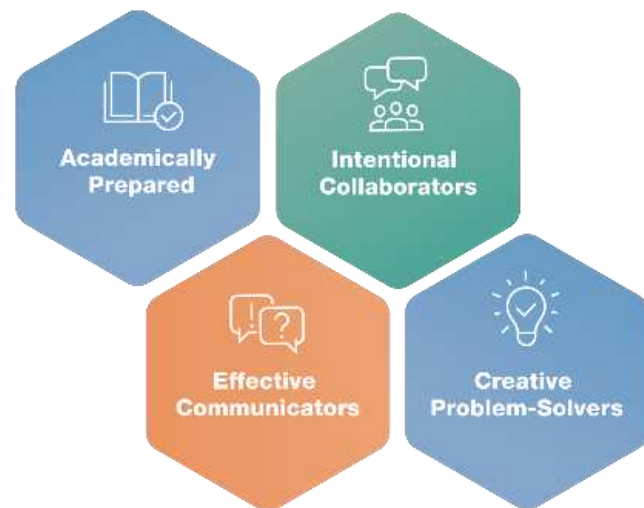 Academically
Prepared
Intentional
Collaborators
Effective
Communicators
Creative
Problem-Solvers